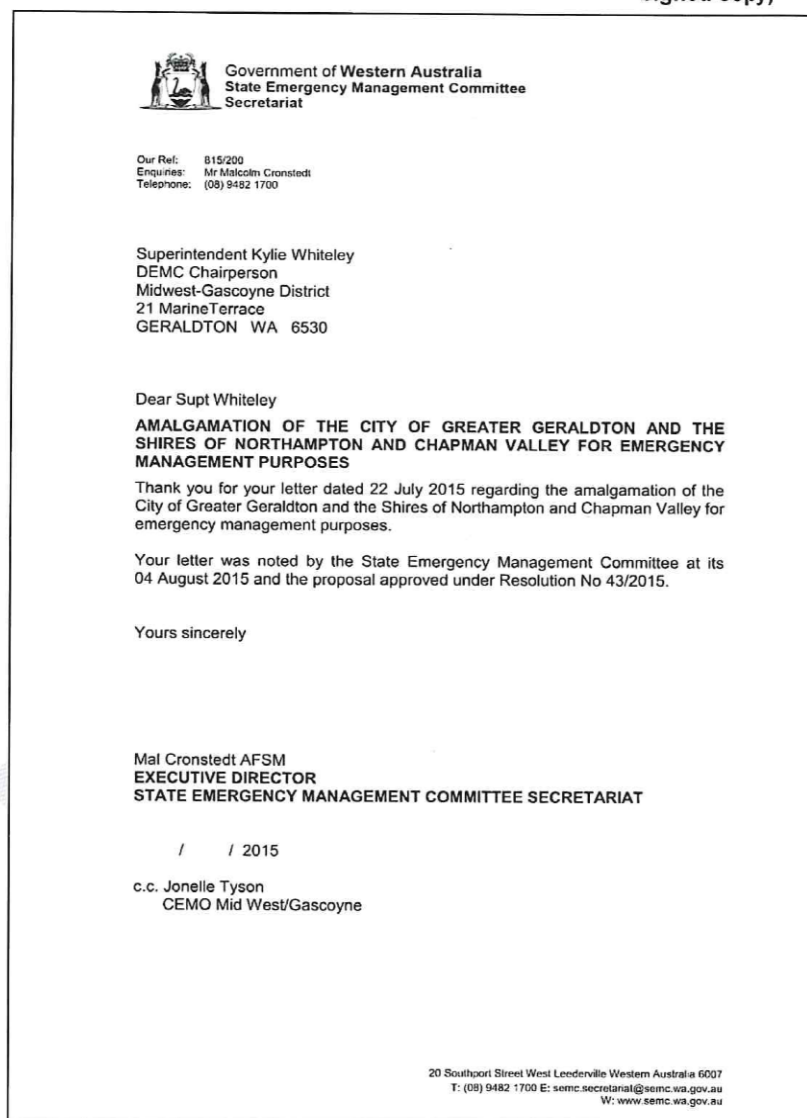 copy)
Government of Western Australia
State Emergency Management Committee
Secretariat
Our Ref: 815/200
Enquiries: Mr Malcolm Cronstedt
Telephone: (08) 9482 1700
Superintendent Kylie Whiteley
DEMC Chairperson
Midwest-Gascoyne District
21 MarineTerrace
GERALDTON WA 6530
Dear Supt Whiteley
AMALGAMATION OF THE CITY OF GREATER GERALDTON AND THE
SHIRES OF NORTHAMPTON AND CHAPMAN VALLEY FOR EMERGENCY
MANAGEMENT PURPOSES
Thank you for your letter dated 22 July 2015 regarding the amalgamation of the
City of Greater Geraldton and the Shires of Northampton and Chapman Valley for
emergency management purposes.
Your letter was noted by the State Emergency Management Committee at its
04 August 2015 and the proposal approved under Resolution No 43/2015.
Yours sincerely
Mal Cronstedt AFSM
EXECUTIVE DIRECTOR
STATE EMERGENCY MANAGEMENT COMMITTEE SECRETARIAT
/ / 2015
c.c. Jonelle Tyson
CEMO Mid West/Gascoyne
20 Southport Street West Leederville Western Australia 6007
T: (08) 9482 1700 E: semc.secretariat@semc.wa.gov.au
W: www.semc.wa.gov.au